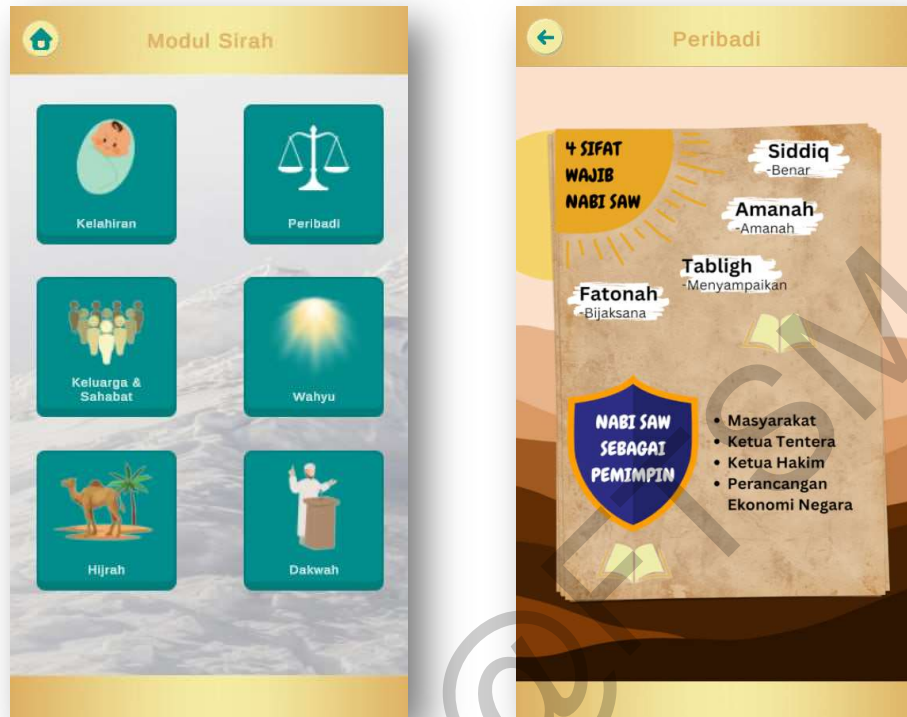 Modul Sirah
Kelahiran
Peribadi
Keluarga &
Sahabat
Wahyu
Hijrah
Dakwah
Peribadi
4 SIFAT
WAJIB
NABI SAW
Siddiq
-Benar
Amanah
-Amanah
Tabligh
-Menyampaikan
Fatonah
-Bijaksana
NABI SAW
SEBAGAI
PEMIMPIN
• Masyarakat
• Ketua Tentera
• Ketua Hakim
• Perancangan
Ekonomi Negara
@FTSM